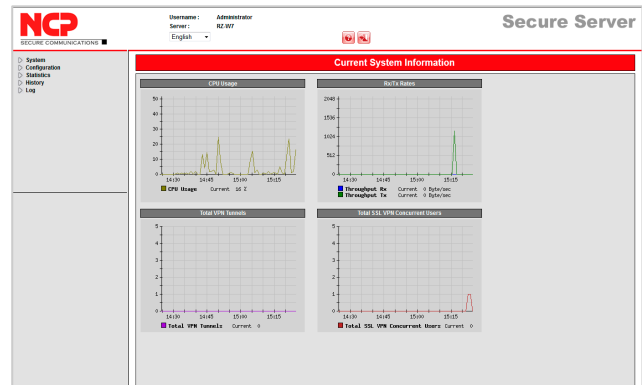 NCP
SECURE COMMUNICATIONS
Username : Administrator
Server : RZ-W7
English
Secure Server
System
Configuration
Statistics
History
Log
Current System Information
CPU Usage
50
40
30
20
10
0
14:30 14:45 15:00 15:15
CPU Usage Current 16 %
Rx/Tx Rates
2048
1536
1024
512
0
14:30 14:45 15:00 15:15
Throughput Rx Current 0 Byte/sec
Throughput Tx Current 0 Byte/sec
Total VPN Tunnels
5
4
3
2
1
0
14:30 14:45 15:00 15:15
Total VPN Tunnels Current 0
Total SSL VPN Concurrent Users
5
4
3
2
1
0
14:30 14:45 15:00 15:15
Total SSL VPN Concurrent Users Current 0